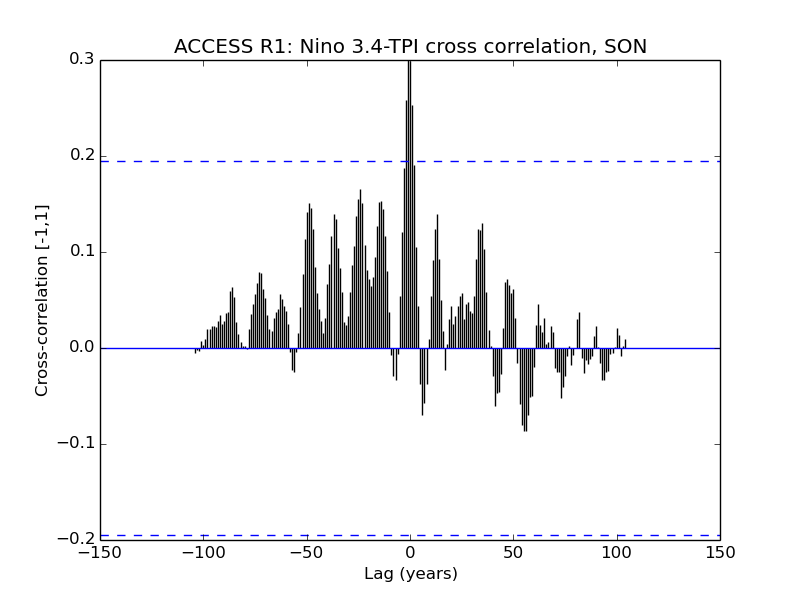 ACCESS R1: Nino 3.4-TPI cross correlation, SON
0.3
0.2
0.1
0.0
−0.1
−0.2
Cross-correlation [-1,1]
−150 −100 −50 0 50 100 150
Lag (years)